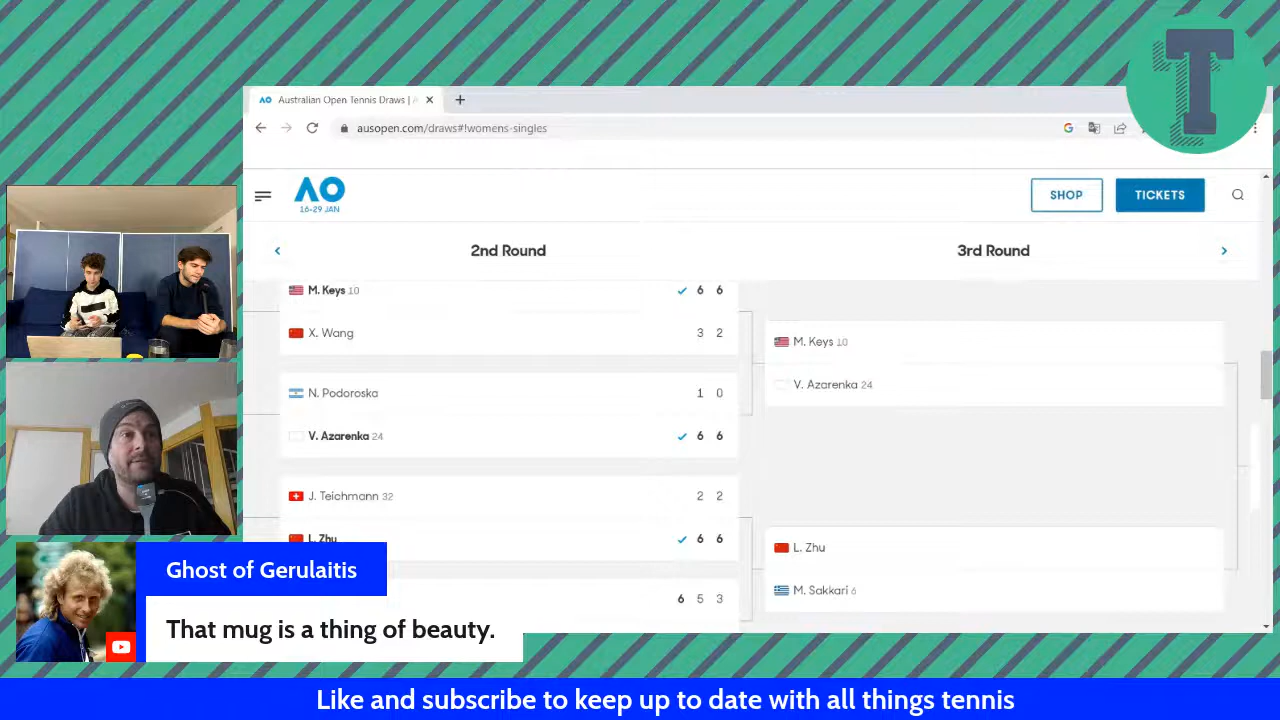 T
Australian Open Tennis Draws |
ausopen.com/draws#!womens-singles
AO
16-29 JAN
SHOP
TICKETS
2nd Round
3rd Round
M. Keys 10 6 6
X. Wang 3 2
N. Podoroska 1 0
V. Azarenka 24 6 6
J. Teichmann 32 2 2
L. Zhu 6 6
6 5 3
M. Keys 10
V. Azarenka 24
L. Zhu
M. Sakkari 6
Ghost of Gerulaitis
That mug is a thing of beauty.
Like and subscribe to keep up to date with all things tennis